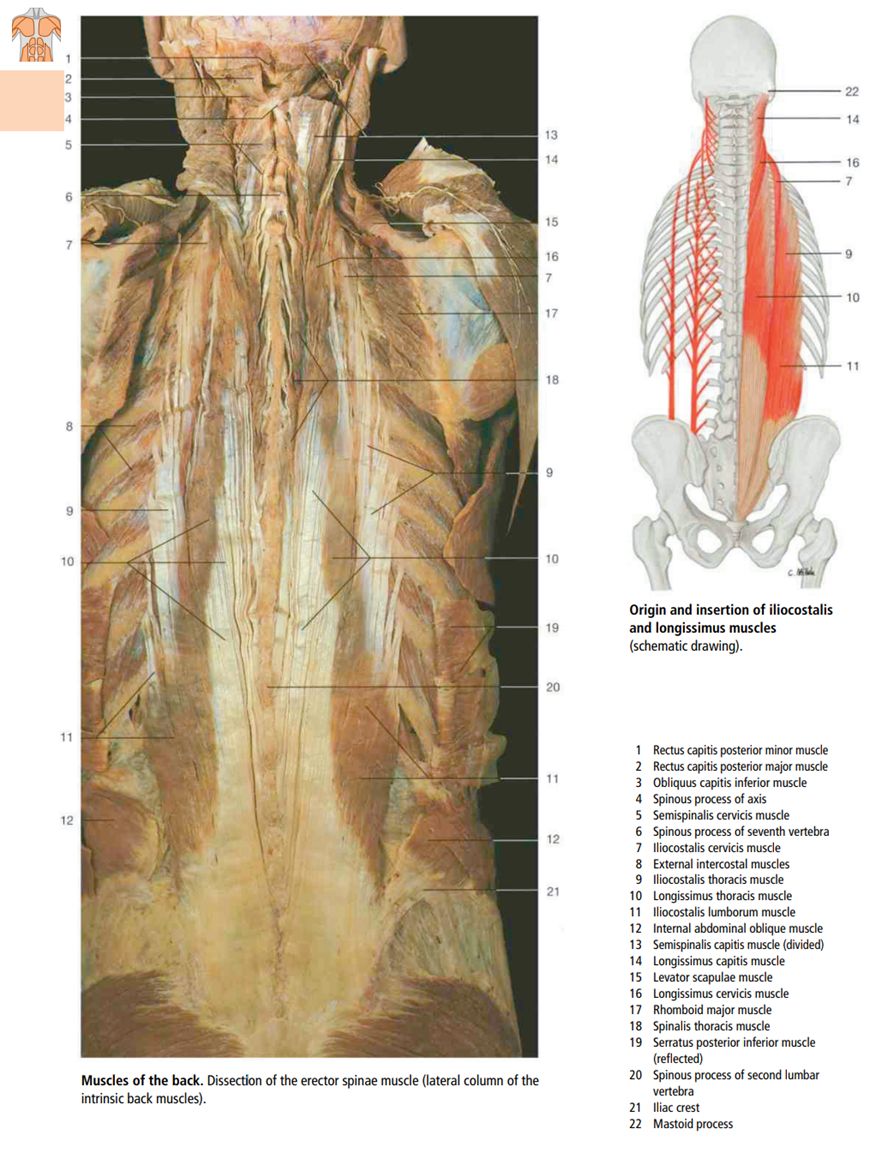 1
2
3
4
5
6
7
8
9
10
11
12
13
14
15
16
7
17
18
9
10
19
20
11
12
21
22
14
16
7
9
10
11
Muscles of the back. Dissection of the erector spinae muscle (lateral column of the
intrinsic back muscles).
Origin and insertion of iliocostalis
and longissimus muscles
(schematic drawing).
1 Rectus capitis posterior minor muscle
2 Rectus capitis posterior major muscle
3 Obliquus capitis inferior muscle
4 Spinous process of axis
5 Semispinalis cervicis muscle
6 Spinous process of seventh vertebra
7 Iliocostalis cervicis muscle
8 External intercostal muscles
9 Iliocostalis thoracis muscle
10 Longissimus thoracis muscle
11 Iliocostalis lumborum muscle
12 Internal abdominal oblique muscle
13 Semispinalis capitis muscle (divided)
14 Longissimus capitis muscle
15 Levator scapulae muscle
16 Longissimus cervicis muscle
17 Rhomboid major muscle
18 Spinalis thoracis muscle
19 Serratus posterior inferior muscle
(reflected)
20 Spinous process of second lumbar
vertebra
21 Iliac crest
22 Mastoid process